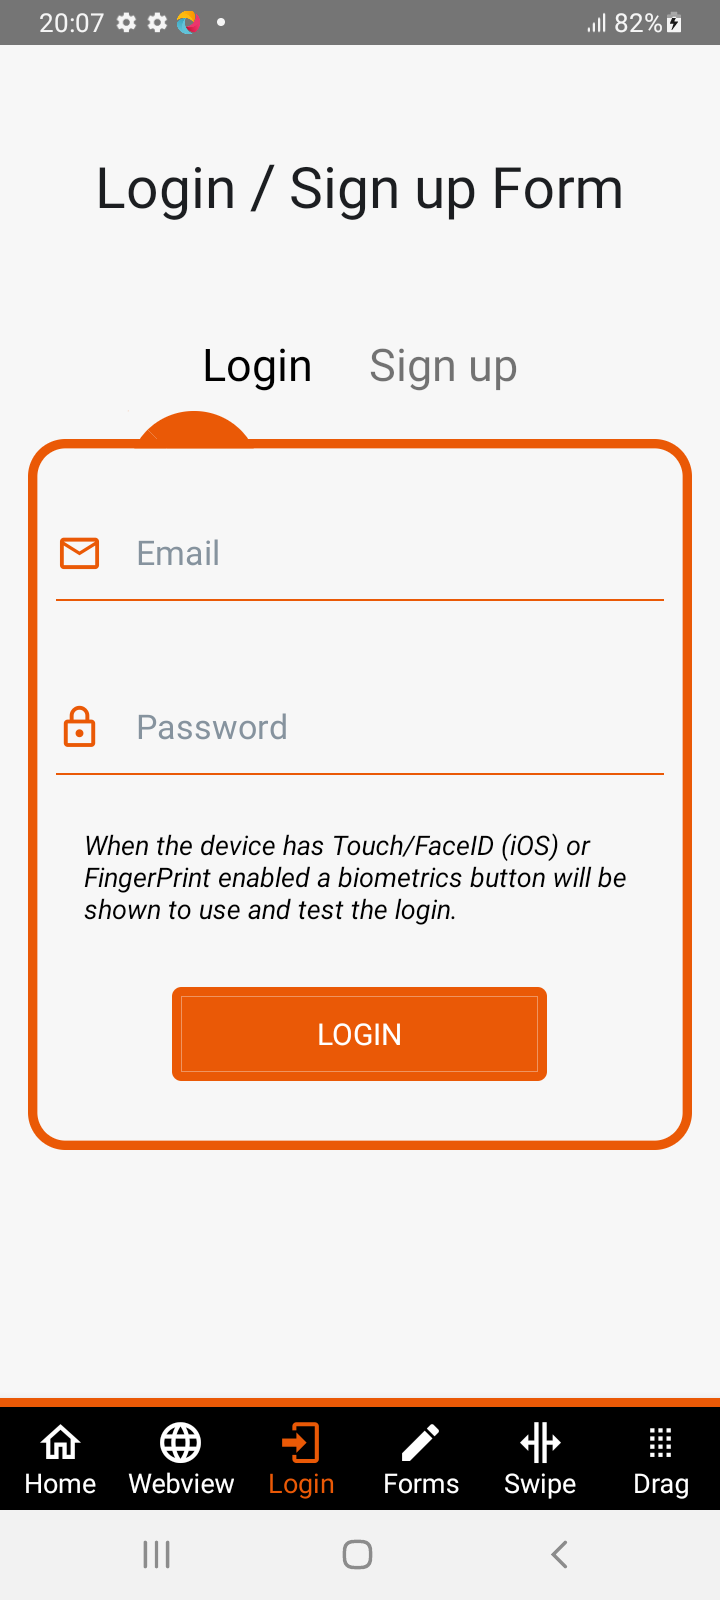 20:07 82%
Login / Sign up Form
Login Sign up
Email
Password
When the device has Touch/FaceID (iOS) or
FingerPrint enabled a biometrics button will be
shown to use and test the login.
LOGIN
Home Webview Login Forms Swipe Drag